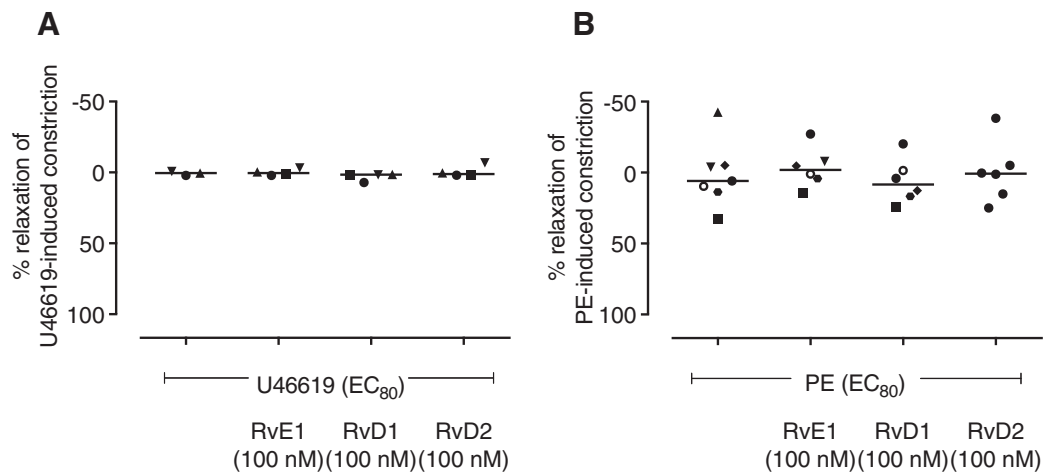 A
% relaxation of
U46619-induced constriction
-50
0
50
100
U46619 (EC80)
RvE1 RvD1 RvD2
(100 nM)(100 nM)(100 nM)
B
% relaxation of
PE-induced constriction
-50
0
50
100
PE (EC80)
RvE1 RvD1 RvD2
(100 nM)(100 nM)(100 nM)